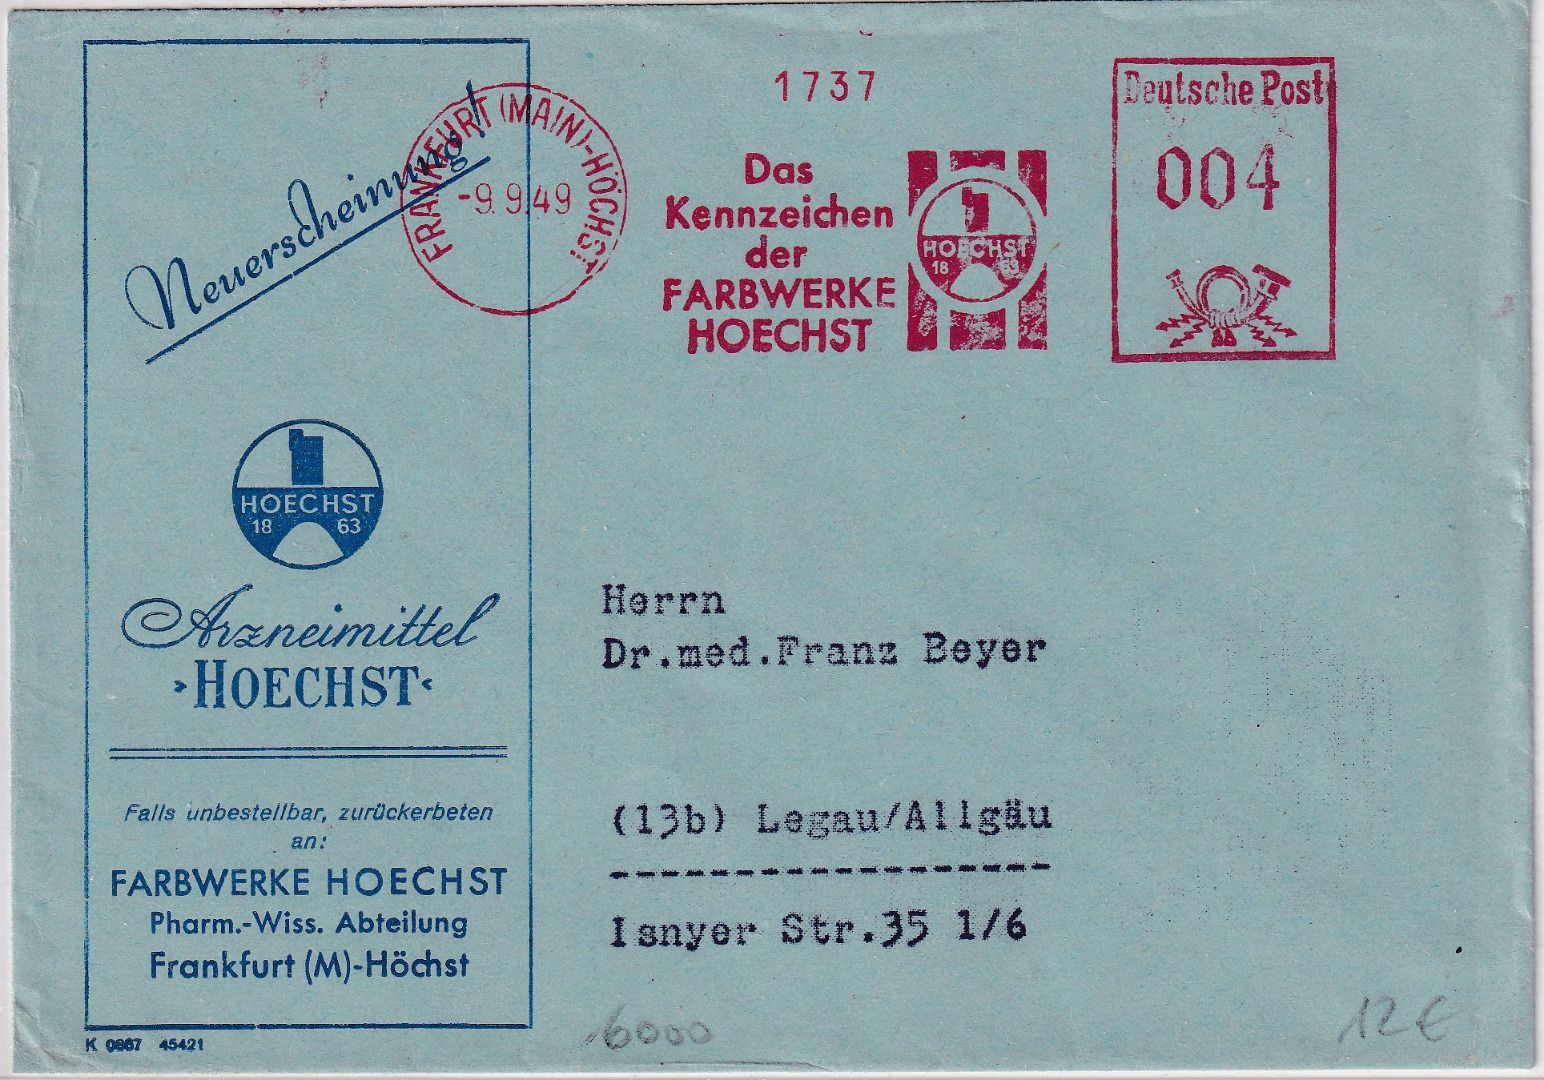 Neuerscheinung!
HOECHST
18 63
Arzneimittel
›HOECHST‹
Falls unbestellbar, zurückerbeten
an:
FARBWERKE HOECHST
Pharm.-Wiss. Abteilung
Frankfurt (M)-Höchst
K 0867 45421
FRANKFURT (MAIN)-HÖCHST
-9.9.49
1737
Das
Kennzeichen
der
FARBWERKE
HOECHST
HOECHST
18 63
Deutsche Post
004
Herrn
Dr.med.Franz Beyer
(13b) Legau/Allgäu
------------------
Isnyer Str.35 1/6
6000
12 €